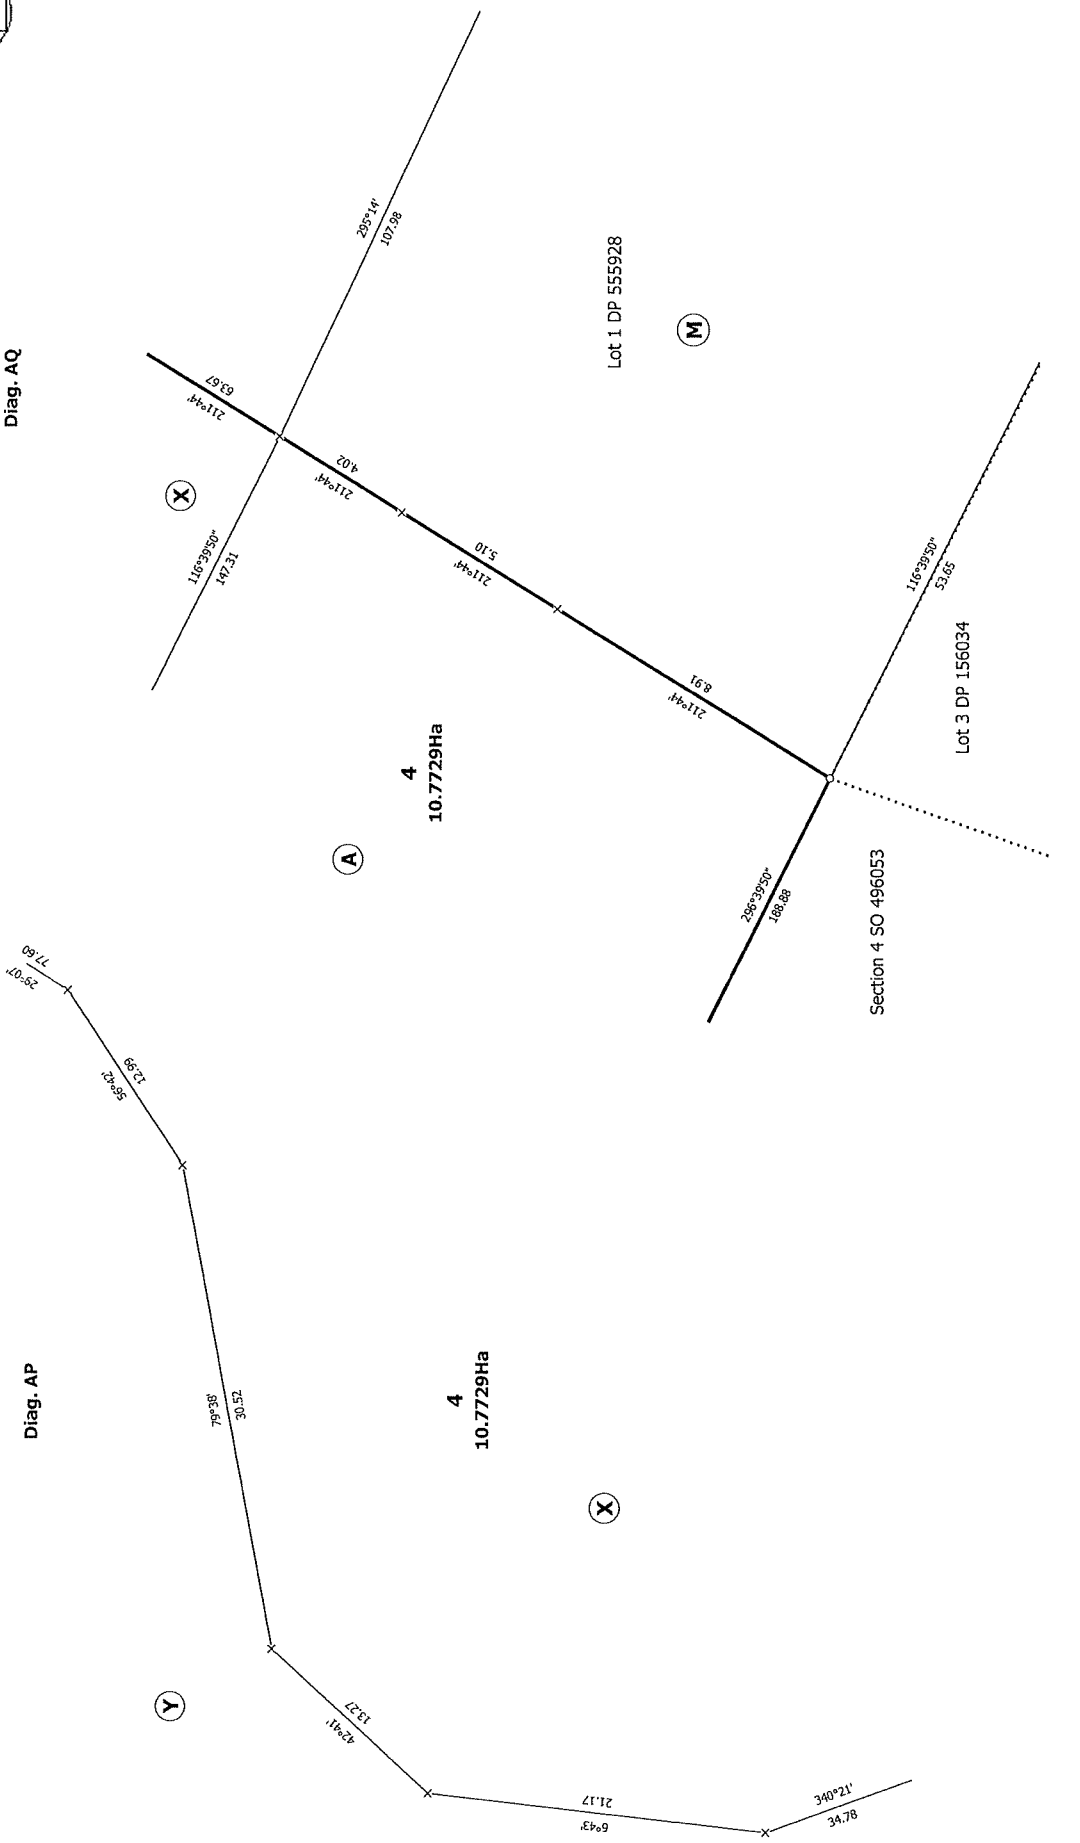 Diag. AQ
295°14'
107.98
Lot 1 DP 555928
M
211°44'
63.67
X
211°44'
4.02
116°39'50"
147.31
211°44'
5.10
116°39'50"
53.65
211°44'
8.91
Lot 3 DP 156034
4
10.7729Ha
A
296°39'50"
188.88
Section 4 SO 496053
Diag. AP
29°07'
77.60
56°42'
12.99
79°38'
30.52
4
10.7729Ha
X
Y
42°41'
13.27
6°43'
21.17
340°21'
34.78